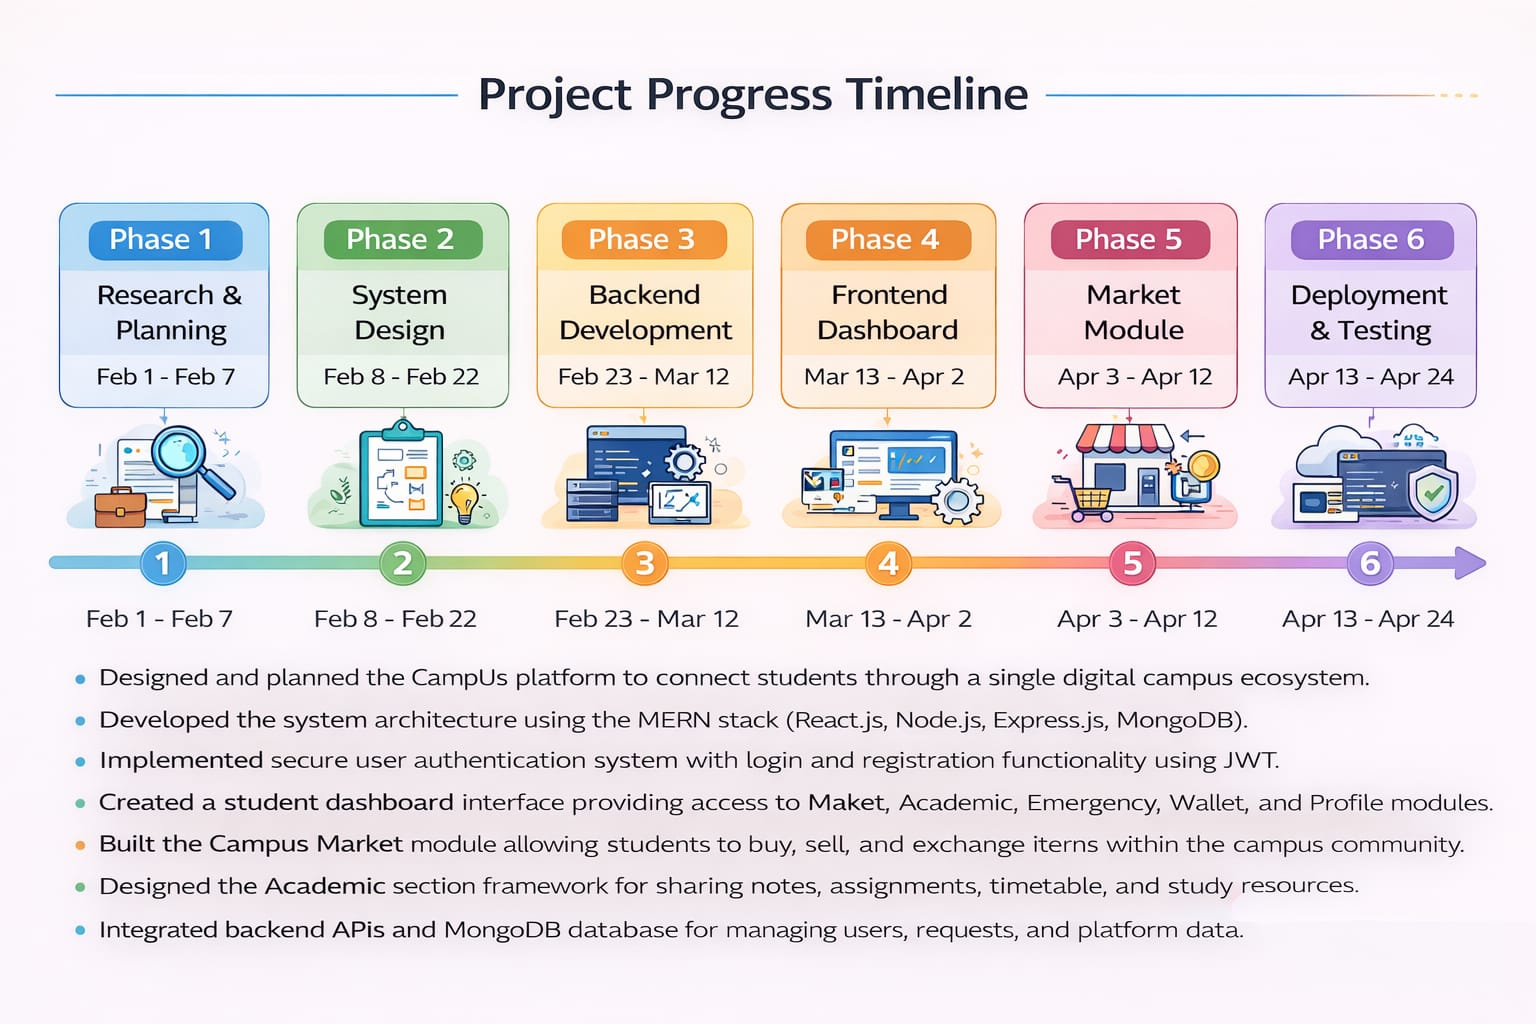 Project Progress Timeline
Phase 1
Research &
Planning
Feb 1 - Feb 7
Phase 2
System
Design
Feb 8 - Feb 22
Phase 3
Backend
Development
Feb 23 - Mar 12
Phase 4
Frontend
Dashboard
Mar 13 - Apr 2
Phase 5
Market
Module
Apr 3 - Apr 12
Phase 6
Deployment
& Testing
Apr 13 - Apr 24
1
2
3
4
5
6
Feb 1 - Feb 7
Feb 8 - Feb 22
Feb 23 - Mar 12
Mar 13 - Apr 2
Apr 3 - Apr 12
Apr 13 - Apr 24
• Designed and planned the CampUs platform to connect students through a single digital campus ecosystem.
• Developed the system architecture using the MERN stack (React.js, Node.js, Express.js, MongoDB).
• Implemented secure user authentication system with login and registration functionality using JWT.
• Created a student dashboard interface providing access to Maket, Academic, Emergency, Wallet, and Profile modules.
• Built the Campus Market module allowing students to buy, sell, and exchange iterns within the campus community.
• Designed the Academic section framework for sharing notes, assignments, timetable, and study resources.
• Integrated backend APis and MongoDB database for managing users, requests, and platform data.